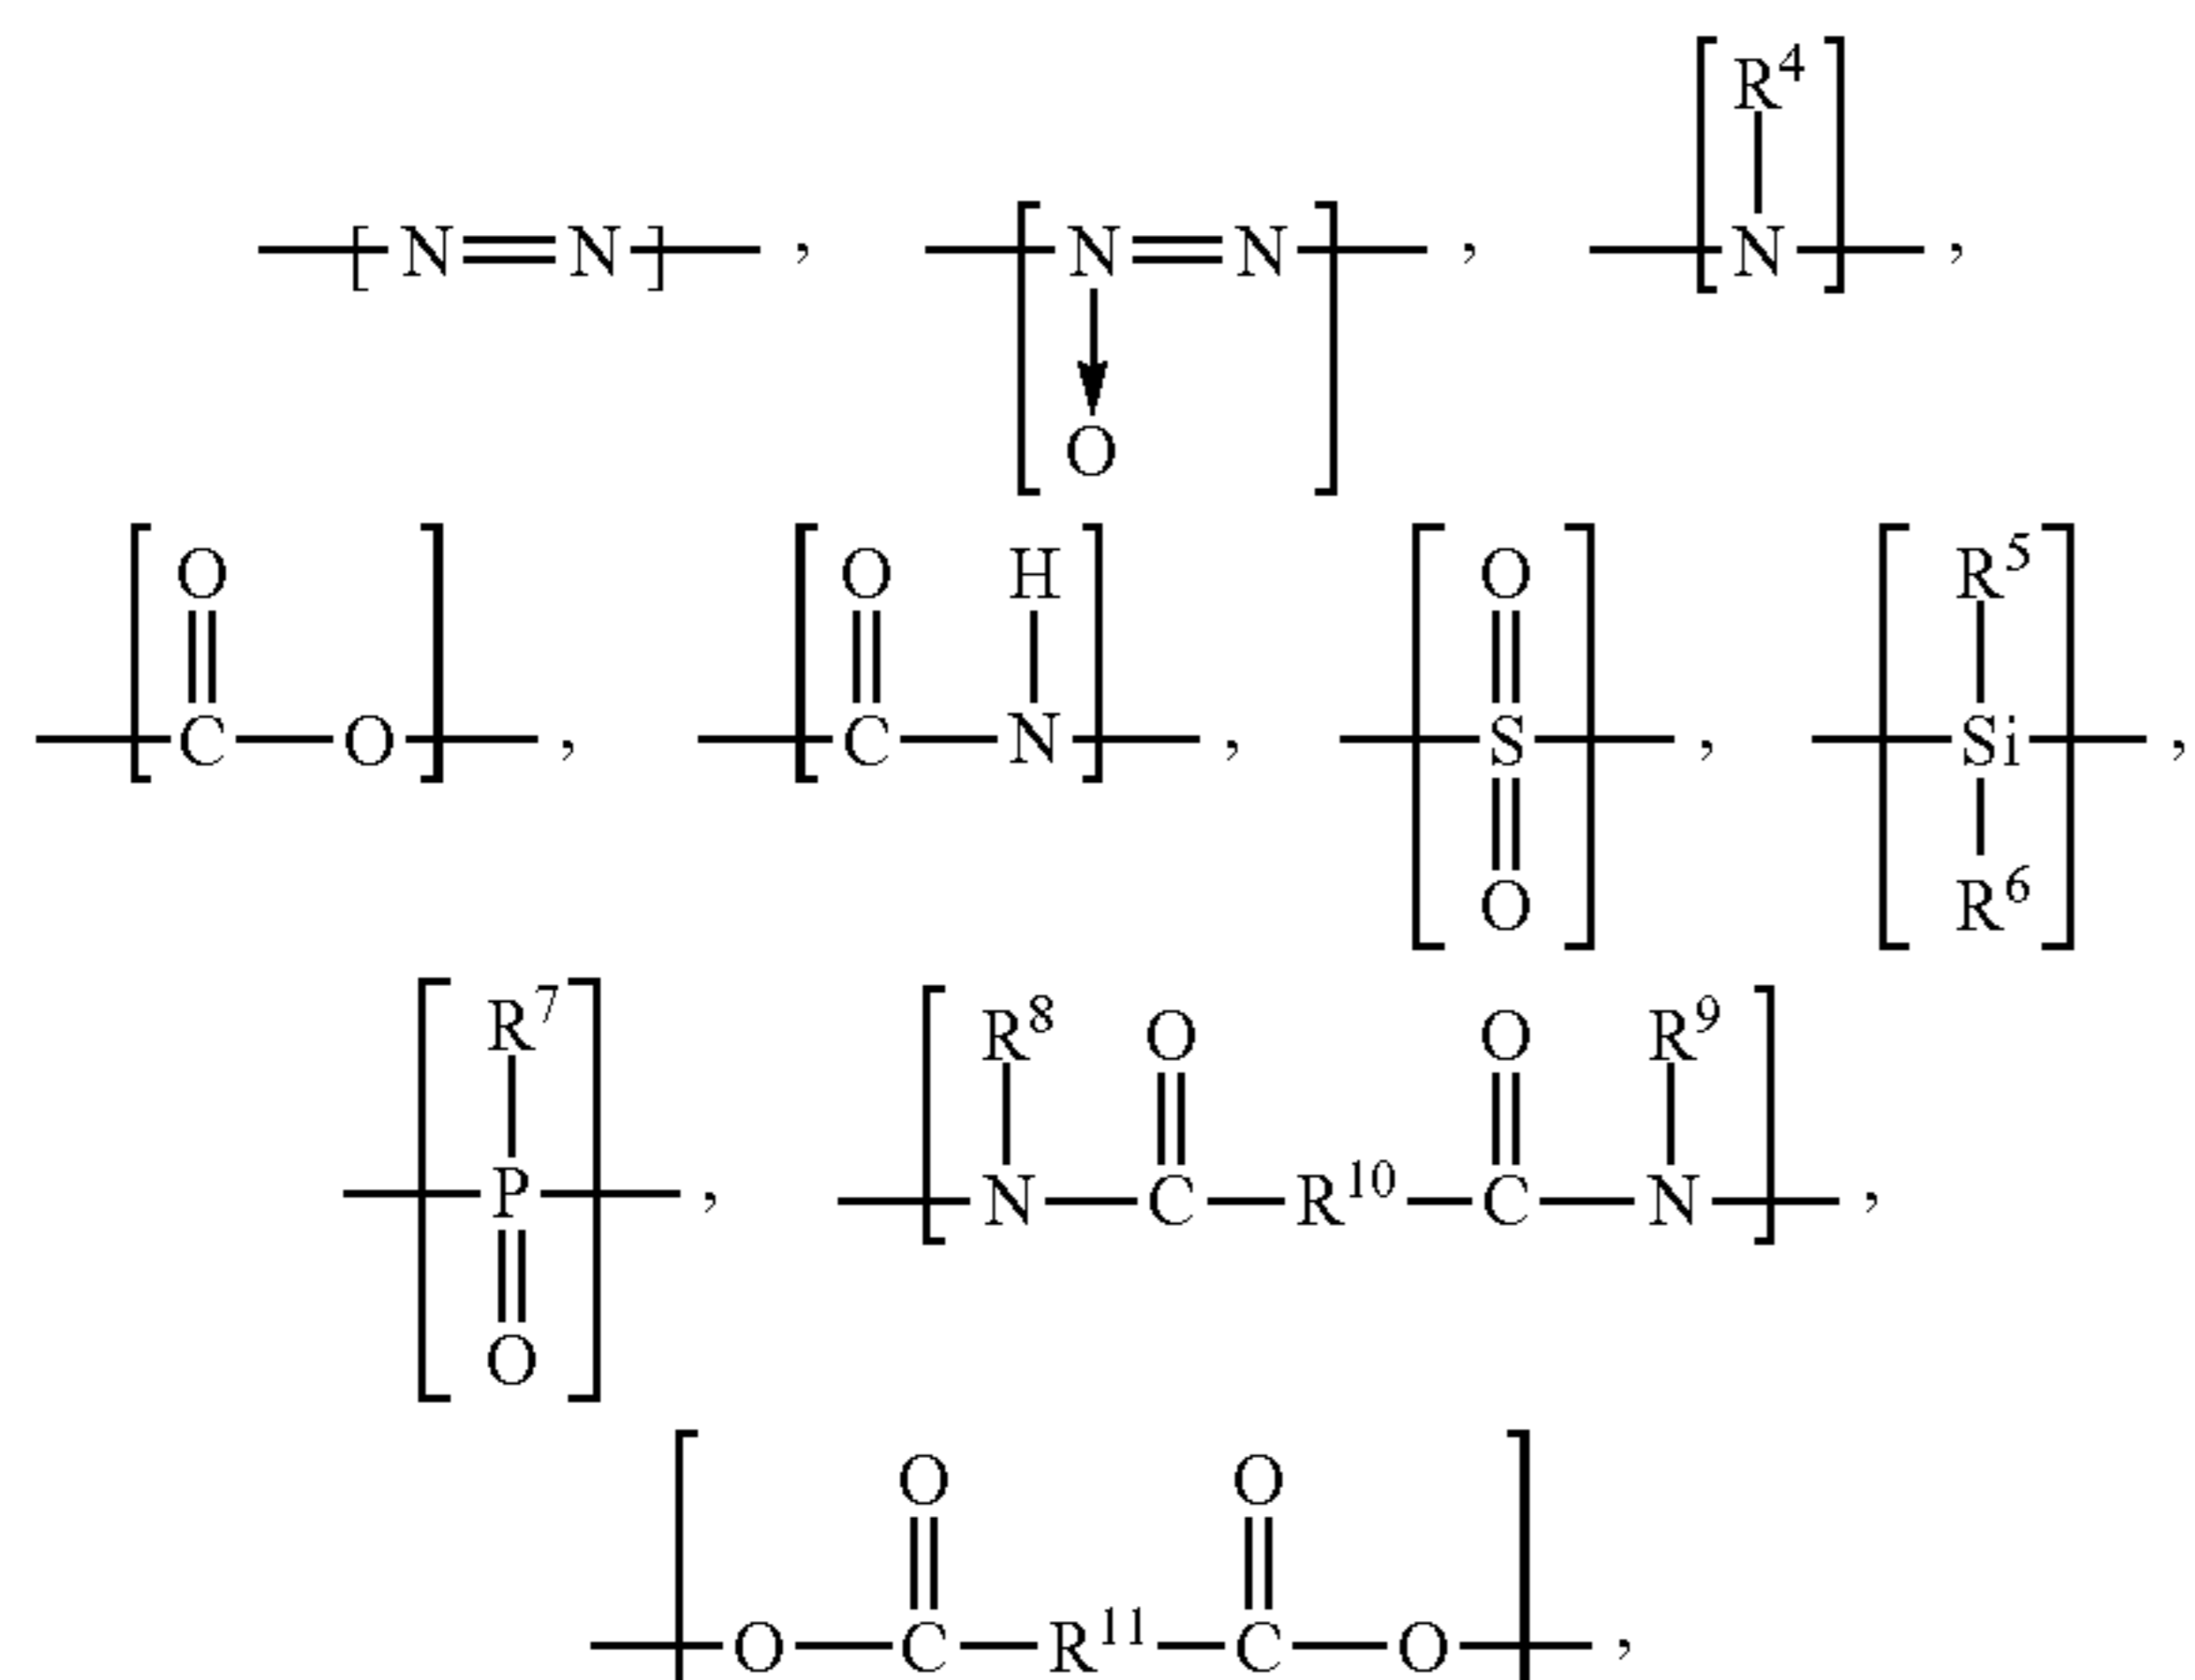 —[N=N]—, —[N=N]—, —[N]—,
R⁴
O
O O H O R⁵
—[C—O]—, —[C—N]—, —[S]—, —[Si]—,
O R⁶
R⁷ R⁸ O O R⁹
—[P]—, —[N—C—R¹⁰—C—N]—,
O
O O
—[O—C—R¹¹—C—O]—,